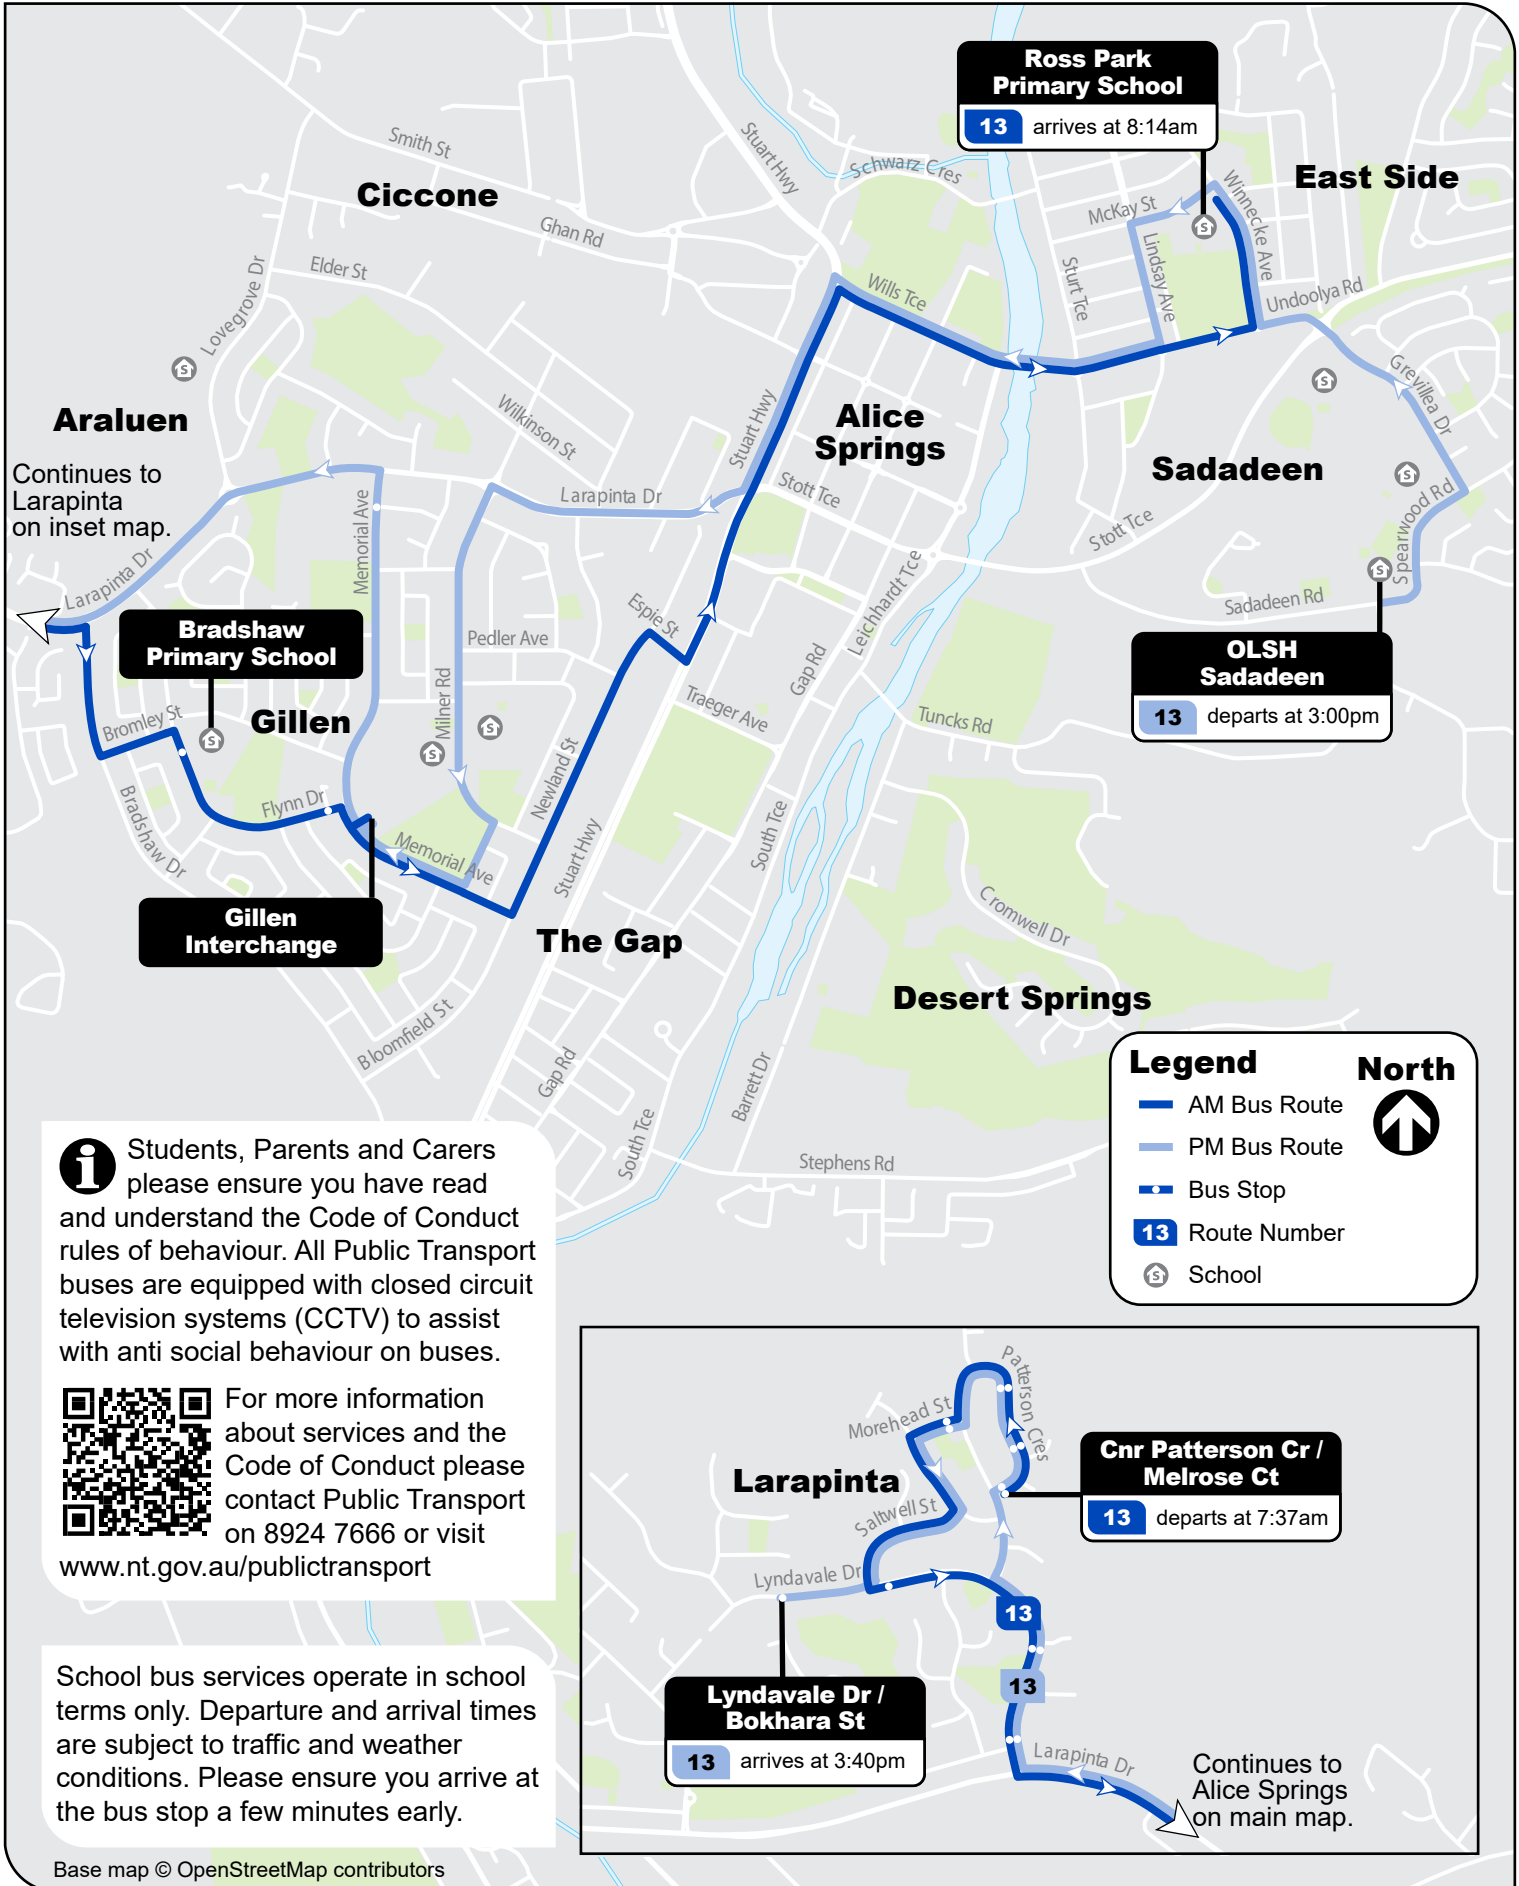 Ross Park
Primary School
13 arrives at 8:14am
East Side
Smith St
Stuart Hwy
Schwarz Cres
Ciccone
Ghan Rd
McKay St
Winnecke Ave
Lindsay Ave
Sturt Tce
Elder St
Lovegrove Dr
Wills Tce
Undoolya Rd
Grevillea Dr
Araluen
Wilkinson St
Stuart Hwy
Alice
Springs
Sadadeen
Continues to
Larapinta
on inset map.
Larapinta Dr
Stott Tce
Memorial Ave
Stott Tce
Spearwood Rd
Larapinta Dr
Leichhardt Tce
Sadadeen Rd
Bradshaw
Primary School
Espie St
Pedler Ave
Gap Rd
OLSH
Sadadeen
13 departs at 3:00pm
Milner Rd
Traeger Ave
Tuncks Rd
Bromley St
Gillen
Newland St
Bradshaw Dr
Flynn Dr
Memorial Ave
Stuart Hwy
South Tce
Gillen
Interchange
The Gap
Cromwell Dr
Desert Springs
Bloomfield St
Gap Rd
Barrett Dr
South Tce
Stephens Rd
Legend
North
AM Bus Route
PM Bus Route
Bus Stop
13 Route Number
School
i Students, Parents and Carers
please ensure you have read
and understand the Code of Conduct
rules of behaviour. All Public Transport
buses are equipped with closed circuit
television systems (CCTV) to assist
with anti social behaviour on buses.
For more information
about services and the
Code of Conduct please
contact Public Transport
on 8924 7666 or visit
www.nt.gov.au/publictransport
School bus services operate in school
terms only. Departure and arrival times
are subject to traffic and weather
conditions. Please ensure you arrive at
the bus stop a few minutes early.
Base map © OpenStreetMap contributors
Patterson Cres
Morehead St
Larapinta
Cnr Patterson Cr /
Melrose Ct
13 departs at 7:37am
Saltwell St
Lyndavale Dr
13
13
Lyndavale Dr /
Bokhara St
13 arrives at 3:40pm
Larapinta Dr
Continues to
Alice Springs
on main map.